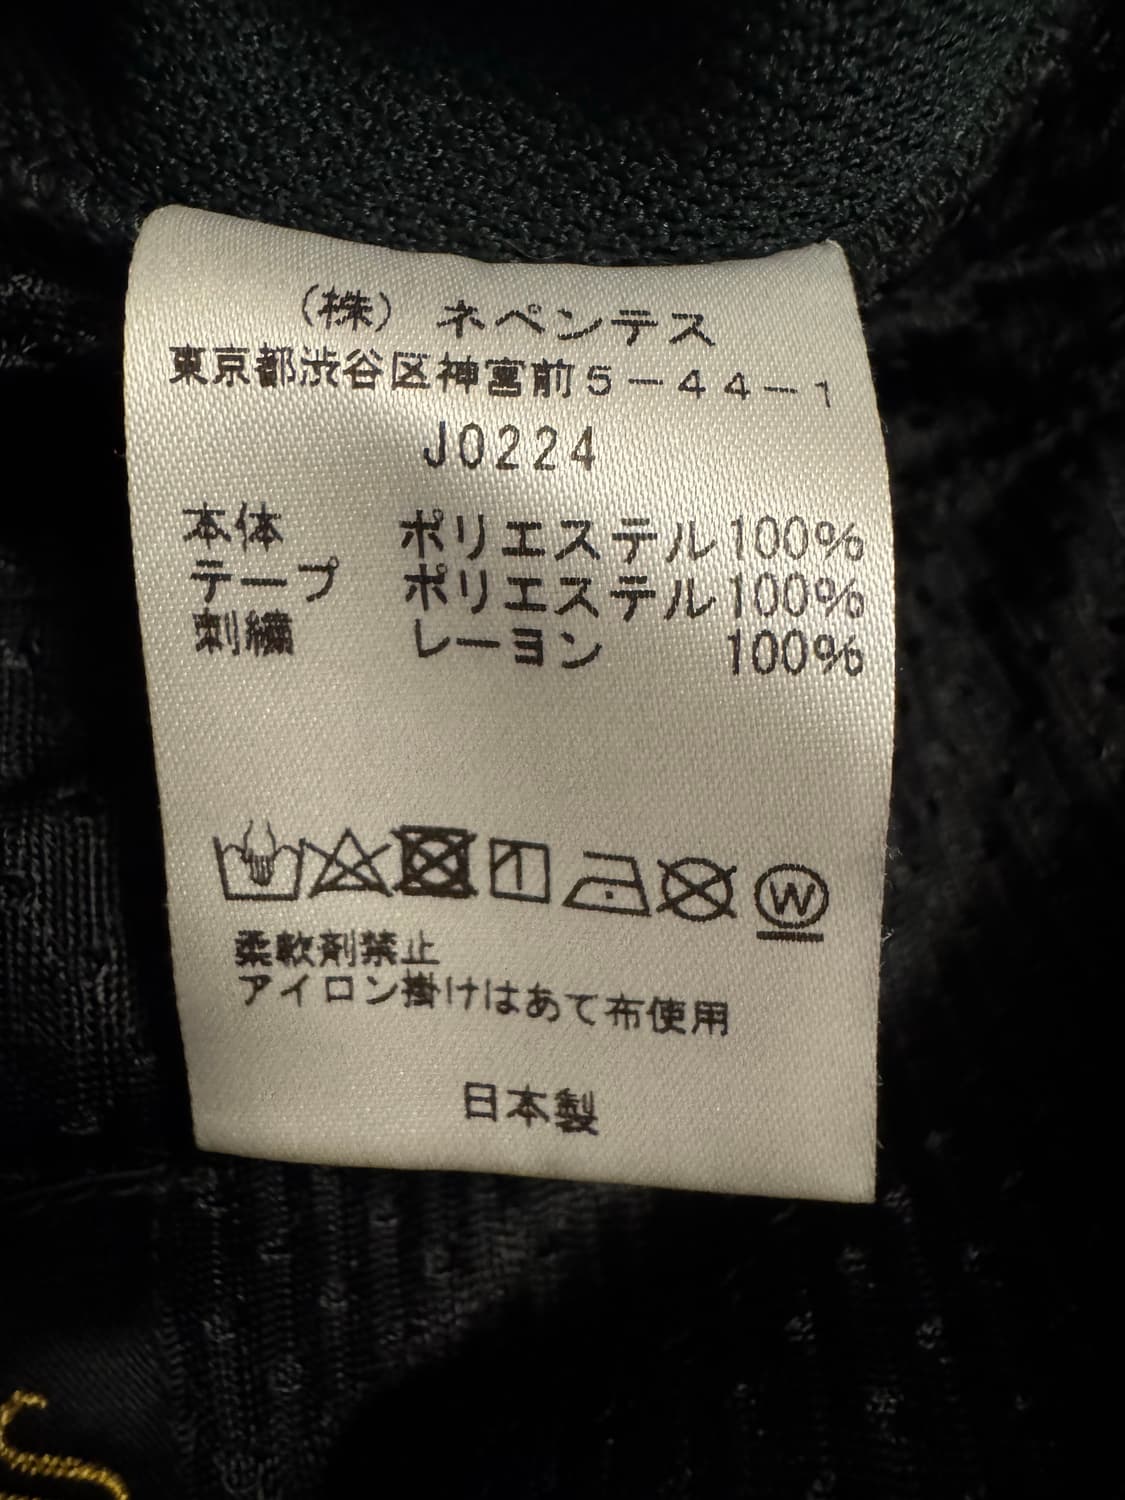 （株） ネペンテス
東京都渋谷区神宮前５－４４－１
J0224
本体 ポリエステル100%
テープ ポリエステル100%
刺繍 レーヨン 100%
W
柔軟剤禁止
アイロン掛けはあて布使用
日本製
S